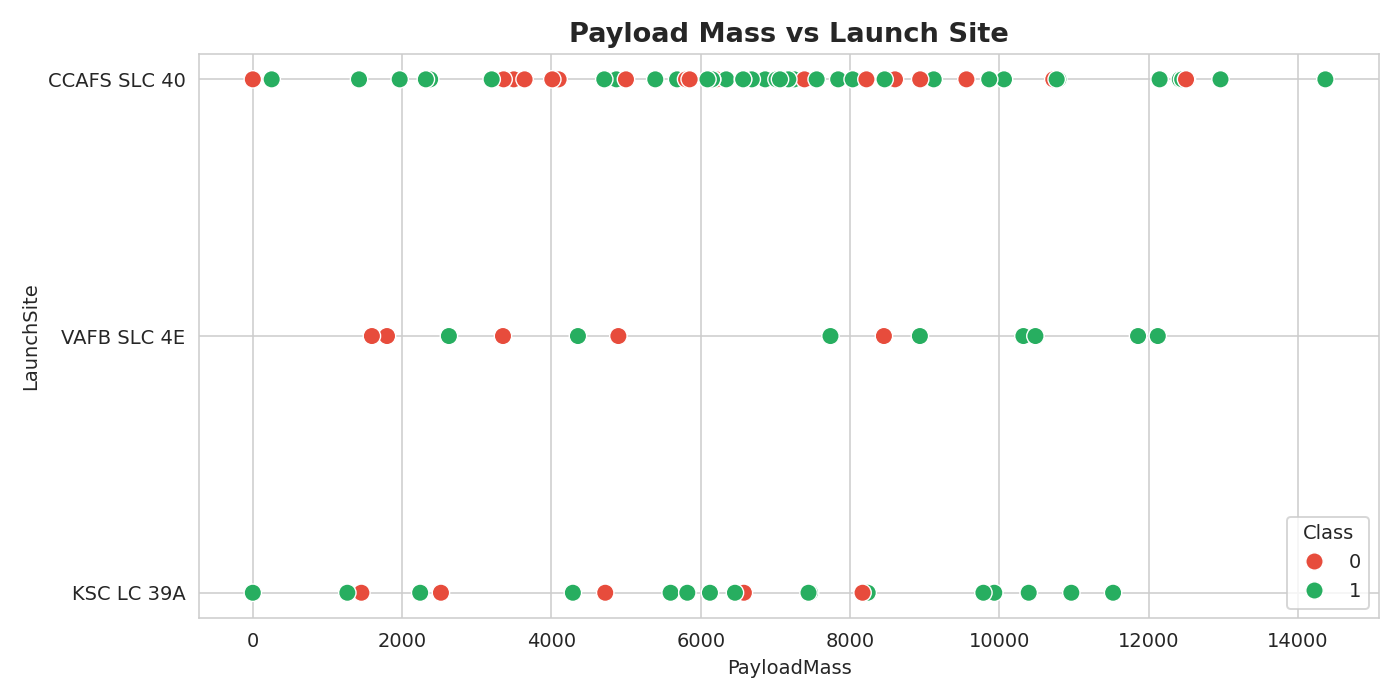 Payload Mass vs Launch Site
CCAFS SLC 40
VAFB SLC 4E
KSC LC 39A
LaunchSite
0 2000 4000 6000 8000 10000 12000 14000
PayloadMass
Class
0
1